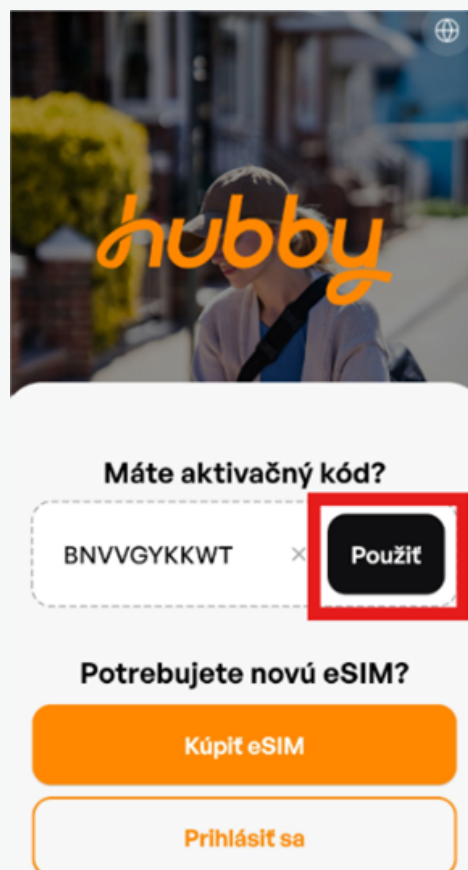 hubby
Máte aktivačný kód?
BNVVGYKKWT × Použiť
Potrebujete novú eSIM?
Kúpiť eSIM
Prihlásiť sa